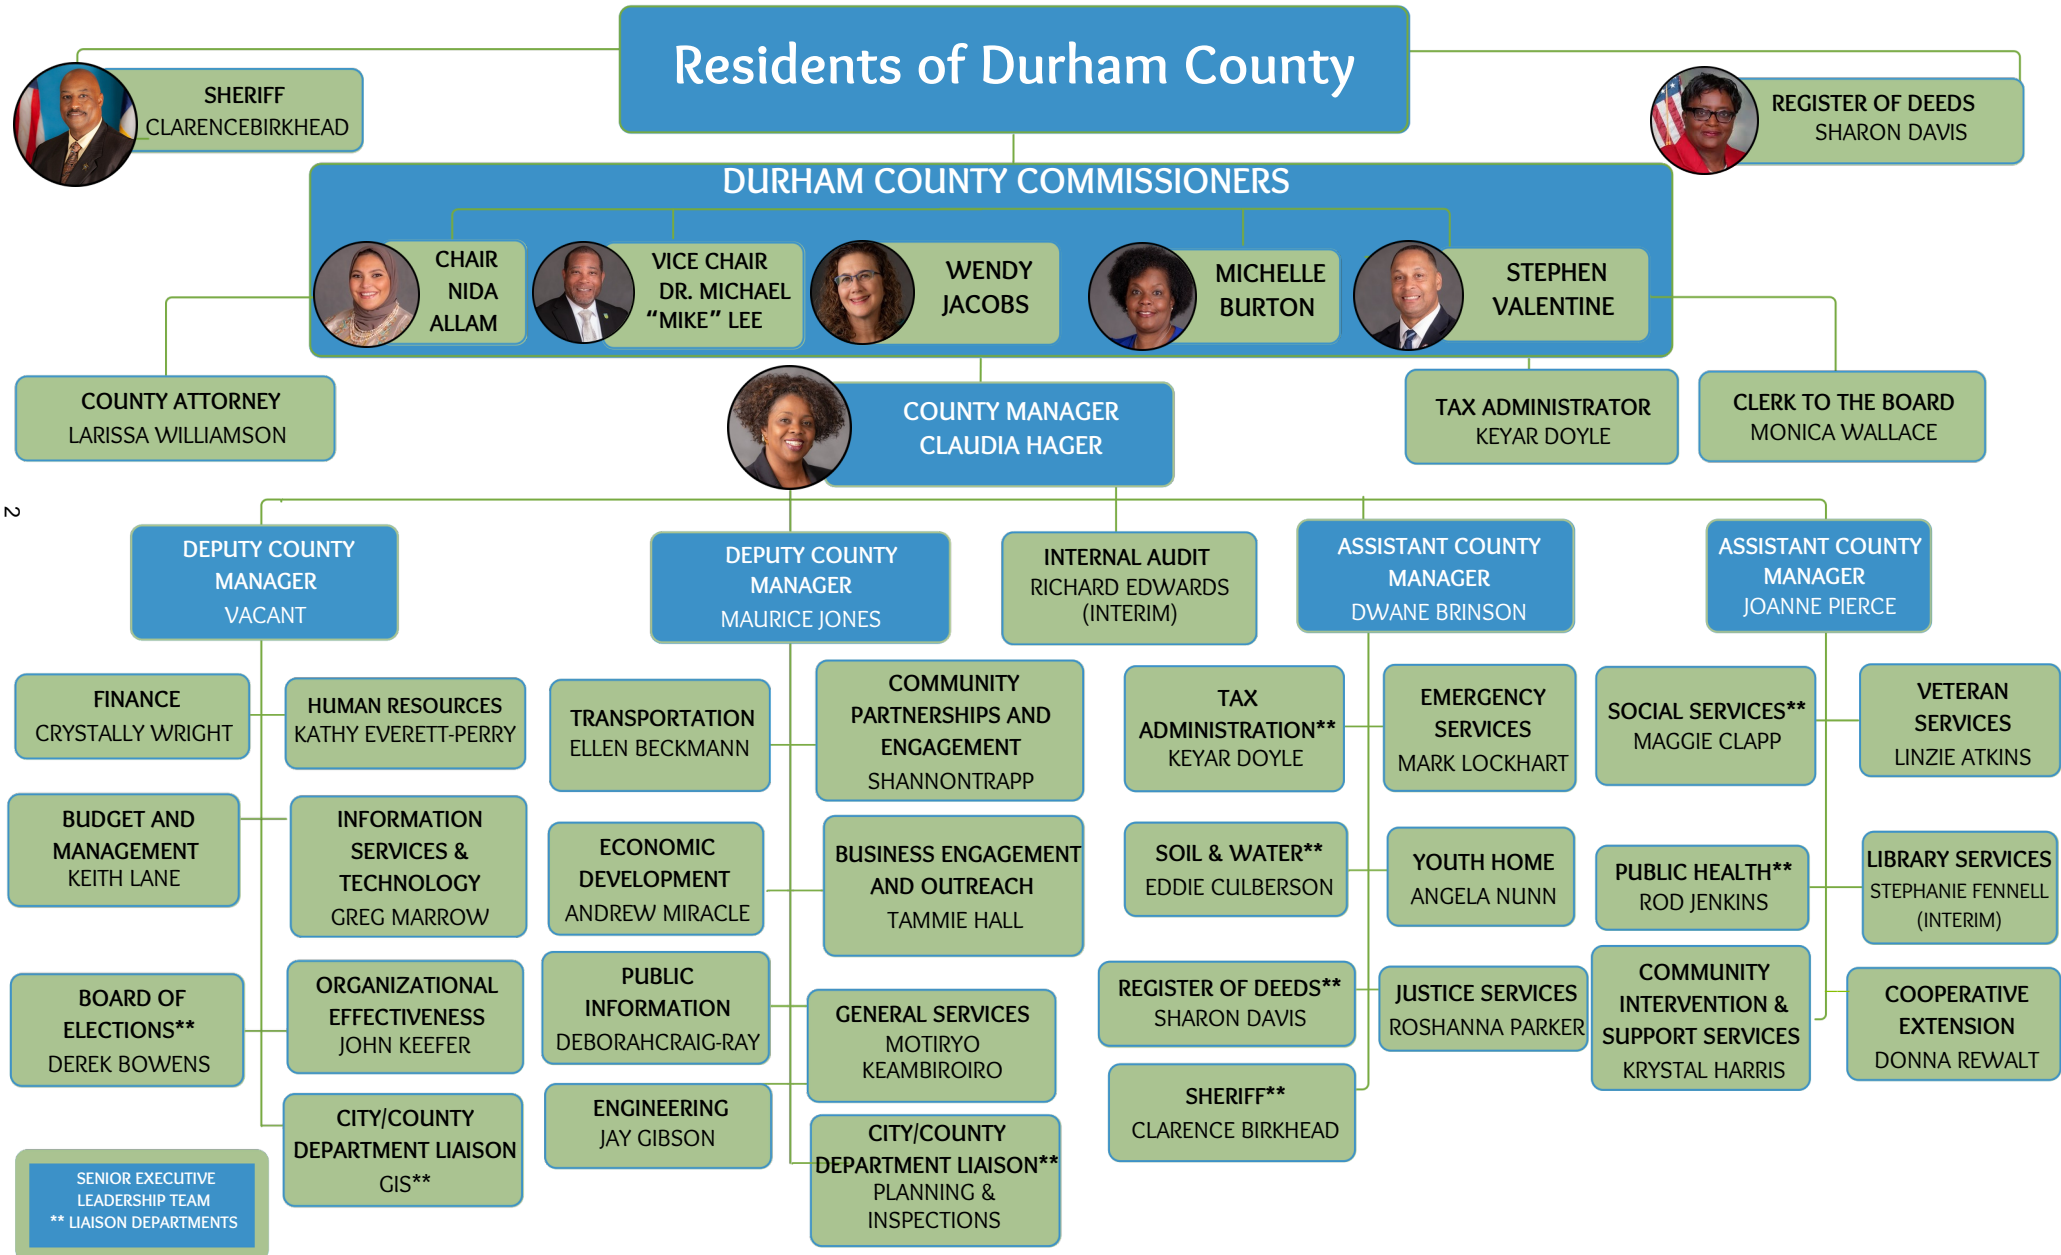 Residents of Durham County
SHERIFF
CLARENCEBIRKHEAD
REGISTER OF DEEDS
SHARON DAVIS
DURHAM COUNTY COMMISSIONERS
CHAIR
NIDA
ALLAM
VICE CHAIR
DR. MICHAEL
“MIKE” LEE
WENDY
JACOBS
MICHELLE
BURTON
STEPHEN
VALENTINE
COUNTY ATTORNEY
LARISSA WILLIAMSON
COUNTY MANAGER
CLAUDIA HAGER
TAX ADMINISTRATOR
KEYAR DOYLE
CLERK TO THE BOARD
MONICA WALLACE
2
DEPUTY COUNTY
MANAGER
VACANT
DEPUTY COUNTY
MANAGER
MAURICE JONES
INTERNAL AUDIT
RICHARD EDWARDS
(INTERIM)
ASSISTANT COUNTY
MANAGER
DWANE BRINSON
ASSISTANT COUNTY
MANAGER
JOANNE PIERCE
FINANCE
CRYSTALLY WRIGHT
HUMAN RESOURCES
KATHY EVERETT-PERRY
BUDGET AND
MANAGEMENT
KEITH LANE
INFORMATION
SERVICES &
TECHNOLOGY
GREG MARROW
BOARD OF
ELECTIONS**
DEREK BOWENS
ORGANIZATIONAL
EFFECTIVENESS
JOHN KEEFER
CITY/COUNTY
DEPARTMENT LIAISON
GIS**
TRANSPORTATION
ELLEN BECKMANN
COMMUNITY
PARTNERSHIPS AND
ENGAGEMENT
SHANNONTRAPP
ECONOMIC
DEVELOPMENT
ANDREW MIRACLE
BUSINESS ENGAGEMENT
AND OUTREACH
TAMMIE HALL
PUBLIC
INFORMATION
DEBORAHCRAIG-RAY
GENERAL SERVICES
MOTIRYO
KEAMBIROIRO
ENGINEERING
JAY GIBSON
CITY/COUNTY
DEPARTMENT LIAISON**
PLANNING &
INSPECTIONS
TAX
ADMINISTRATION**
KEYAR DOYLE
EMERGENCY
SERVICES
MARK LOCKHART
SOIL & WATER**
EDDIE CULBERSON
YOUTH HOME
ANGELA NUNN
REGISTER OF DEEDS**
SHARON DAVIS
JUSTICE SERVICES
ROSHANNA PARKER
SHERIFF**
CLARENCE BIRKHEAD
SOCIAL SERVICES**
MAGGIE CLAPP
VETERAN
SERVICES
LINZIE ATKINS
PUBLIC HEALTH**
ROD JENKINS
LIBRARY SERVICES
STEPHANIE FENNELL
(INTERIM)
COMMUNITY
INTERVENTION &
SUPPORT SERVICES
KRYSTAL HARRIS
COOPERATIVE
EXTENSION
DONNA REWALT
SENIOR EXECUTIVE
LEADERSHIP TEAM
** LIAISON DEPARTMENTS